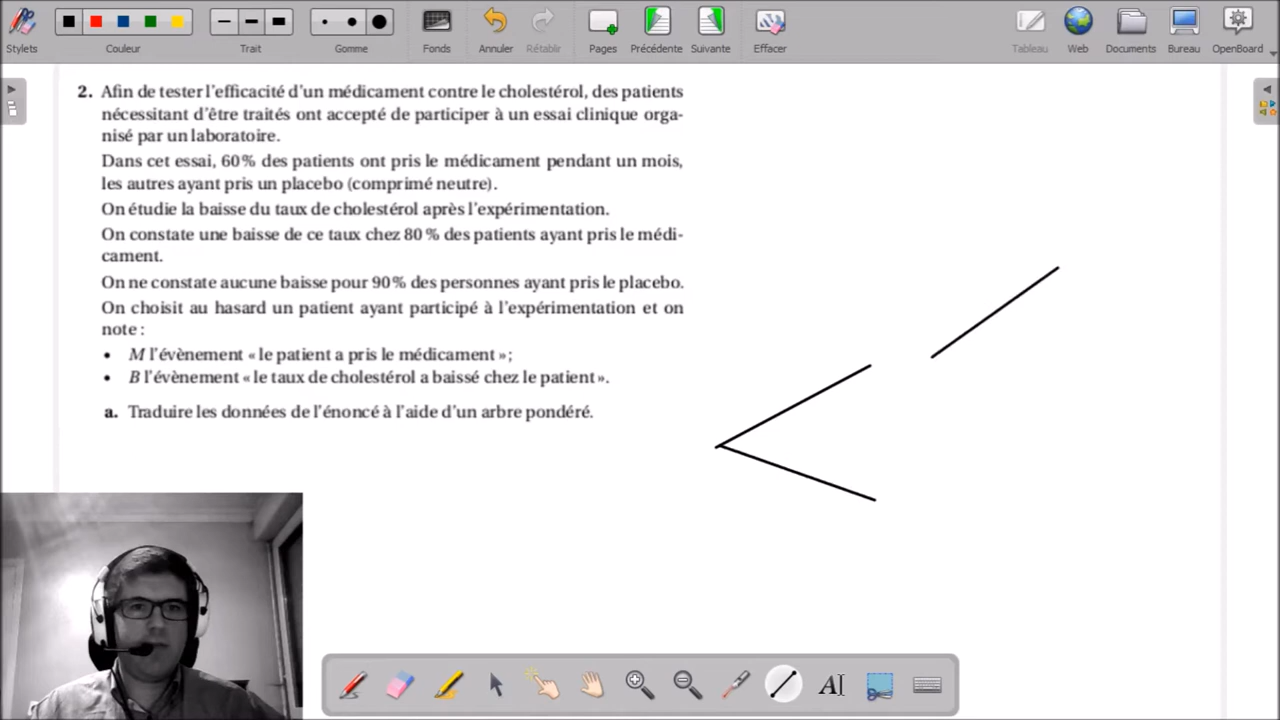 Stylets
Couleur
Trait
Gomme
Fonds
Annuler
Rétablir
Pages
Précédente
Suivante
Effacer
Tableau
Web
Documents
Bureau
OpenBoard
2. Afin de tester l'efficacité d'un médicament contre le cholestérol, des patients
nécessitant d'être traités ont accepté de participer à un essai clinique orga-
nisé par un laboratoire.
Dans cet essai, 60% des patients ont pris le médicament pendant un mois,
les autres ayant pris un placebo (comprimé neutre).
On étudie la baisse du taux de cholestérol après l'expérimentation.
On constate une baisse de ce taux chez 80 % des patients ayant pris le médi-
cament.
On ne constate aucune baisse pour 90% des personnes ayant pris le placebo.
On choisit au hasard un patient ayant participé à l'expérimentation et on
note :
• M l'évènement « le patient a pris le médicament » ;
• B l'évènement « le taux de cholestérol a baissé chez le patient ».
a. Traduire les données de l'énoncé à l'aide d'un arbre pondéré.
AI